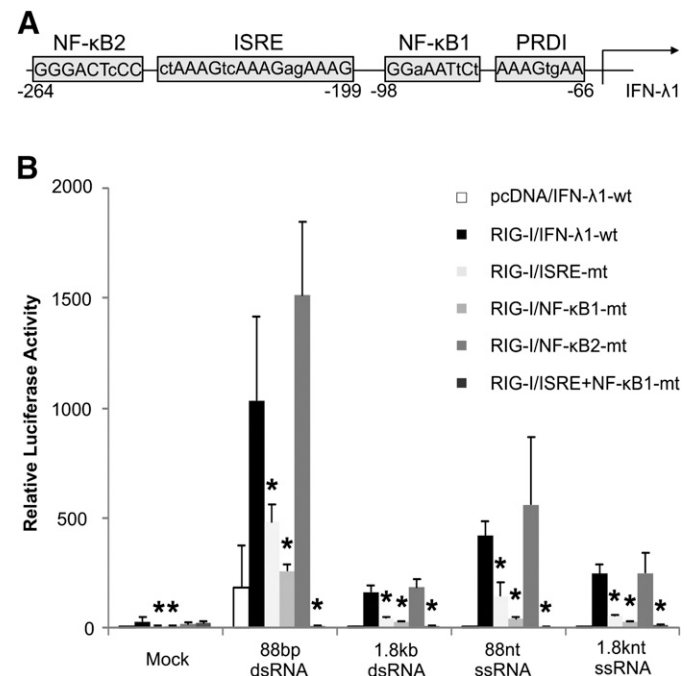 A
NF-κB2 ISRE NF-κB1 PRDI
GGGACTcCC ctAAAGtcAAAGagAAAG GGaAATtCt AAAGtgAA
-264 -199 -98 -66 IFN-λ1
B
2000
1500
1000
500
0
Relative Luciferase Activity
pcDNA/IFN-λ1-wt
RIG-I/IFN-λ1-wt
RIG-I/ISRE-mt
RIG-I/NF-κB1-mt
RIG-I/NF-κB2-mt
RIG-I/ISRE+NF-κB1-mt
* *
* * *
* * *
* * *
* * *
Mock
88bp
dsRNA
1.8kb
dsRNA
88nt
ssRNA
1.8knt
ssRNA